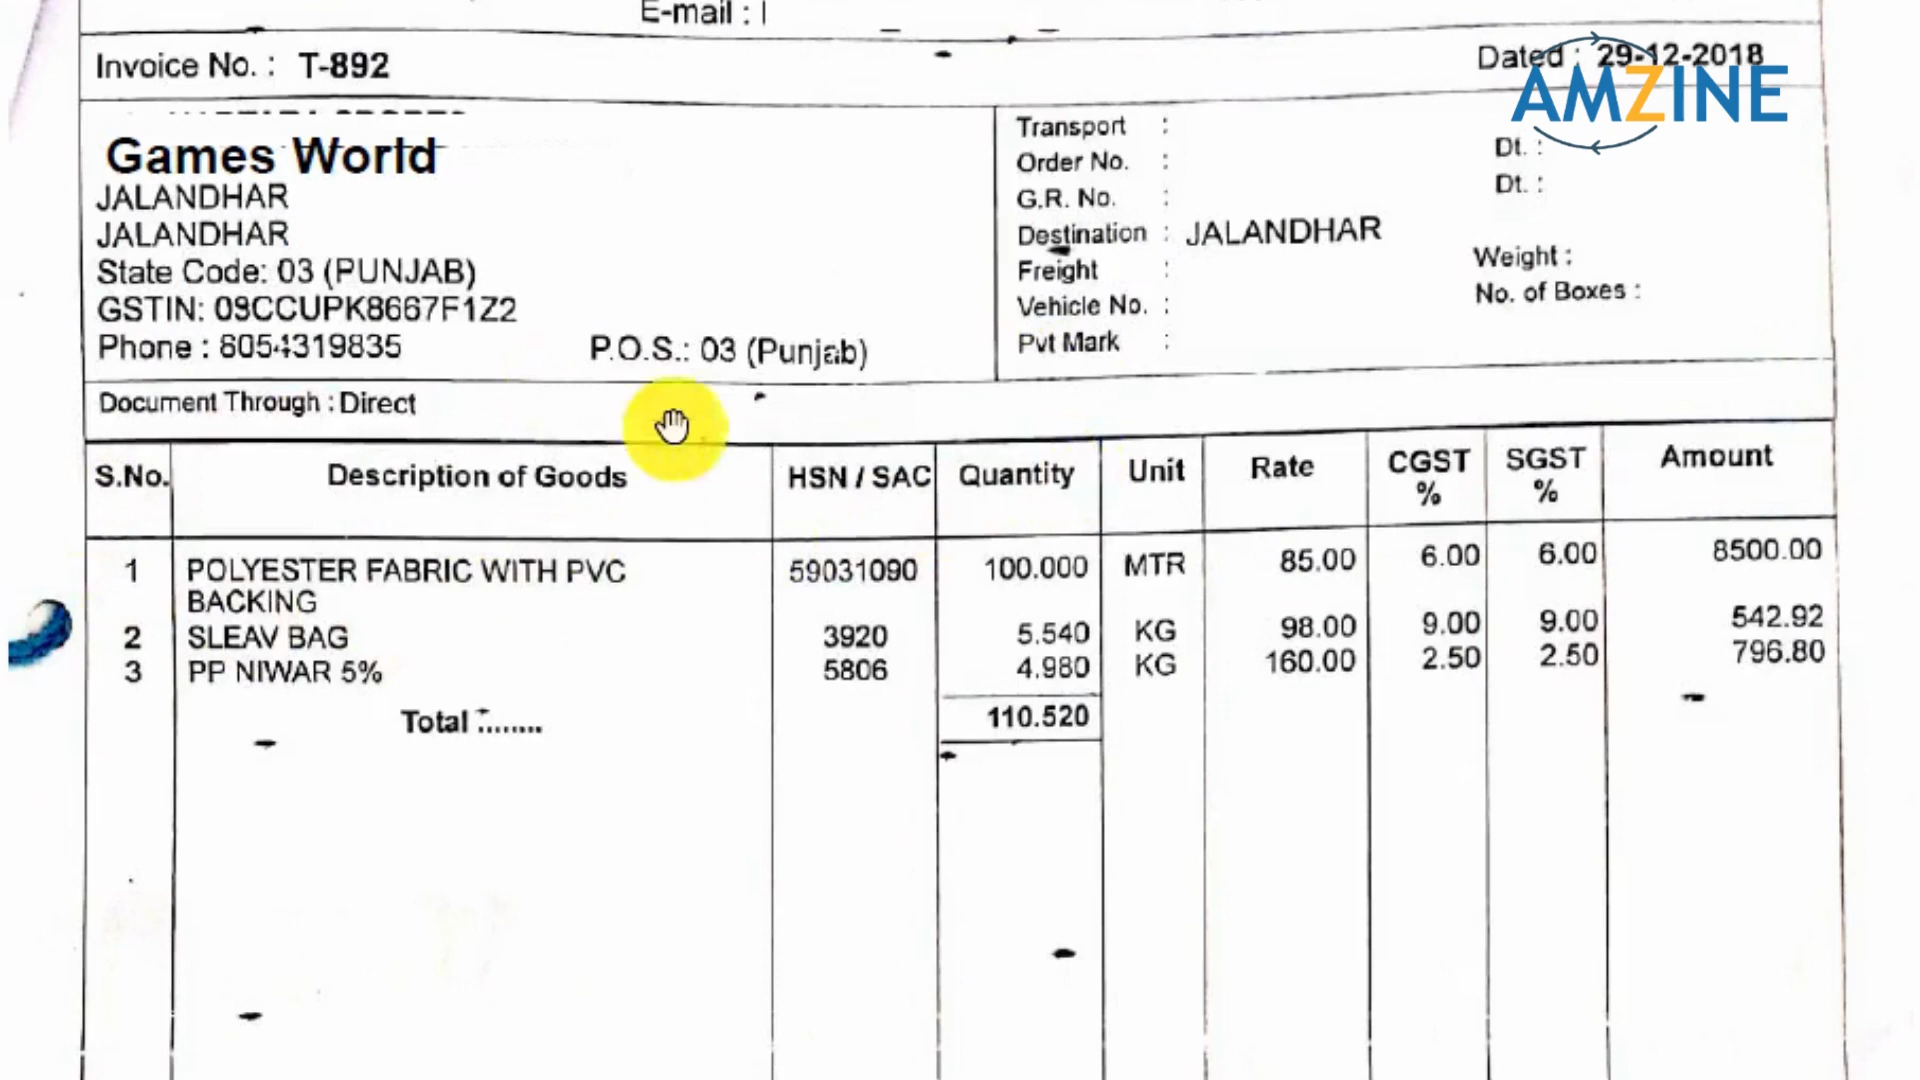 E-mail :
Invoice No. : T-892
Dated : 29-12-2018
AMZINE
Games World
JALANDHAR
JALANDHAR
State Code: 03 (PUNJAB)
GSTIN: 09CCUPK8667F1Z2
Phone : 8054319835
P.O.S.: 03 (Punjab)
Transport :
Order No. :
G.R. No. :
Destination : JALANDHAR
Freight :
Vehicle No. :
Pvt Mark :
Dt. :
Dt. :
Weight :
No. of Boxes :
Document Through : Direct
S.No. Description of Goods HSN / SAC Quantity Unit Rate CGST % SGST % Amount
1 POLYESTER FABRIC WITH PVC 59031090 100.000 MTR 85.00 6.00 6.00 8500.00
BACKING
2 SLEAV BAG 3920 5.540 KG 98.00 9.00 9.00 542.92
3 PP NIWAR 5% 5806 4.980 KG 160.00 2.50 2.50 796.80
Total :........ 110.520